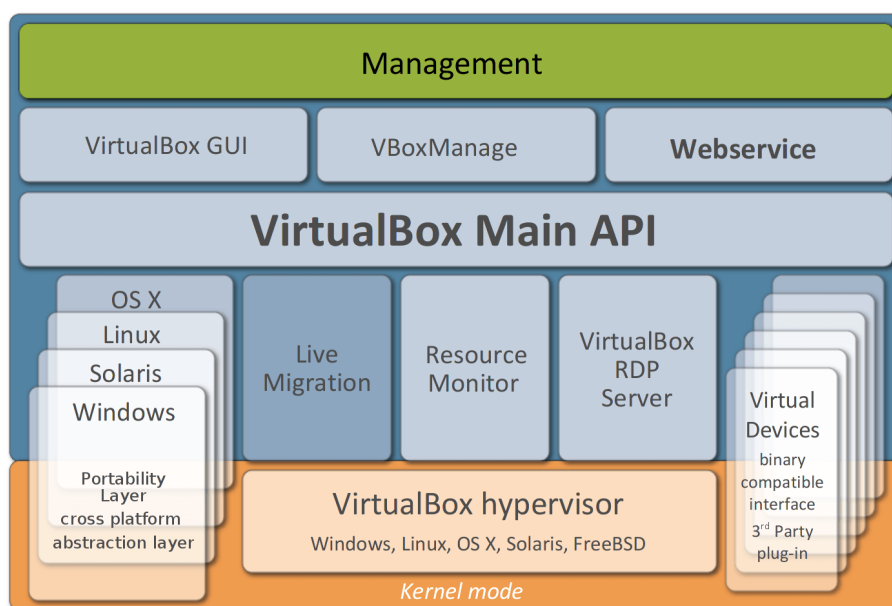 Management
VirtualBox GUI
VBoxManage
Webservice
VirtualBox Main API
OS X
Linux
Solaris
Windows
Portability
Layer
cross platform
abstraction layer
Live
Migration
Resource
Monitor
VirtualBox
RDP
Server
Virtual
Devices
binary
compatible
interface
3rd Party
plug-in
VirtualBox hypervisor
Windows, Linux, OS X, Solaris, FreeBSD
Kernel mode